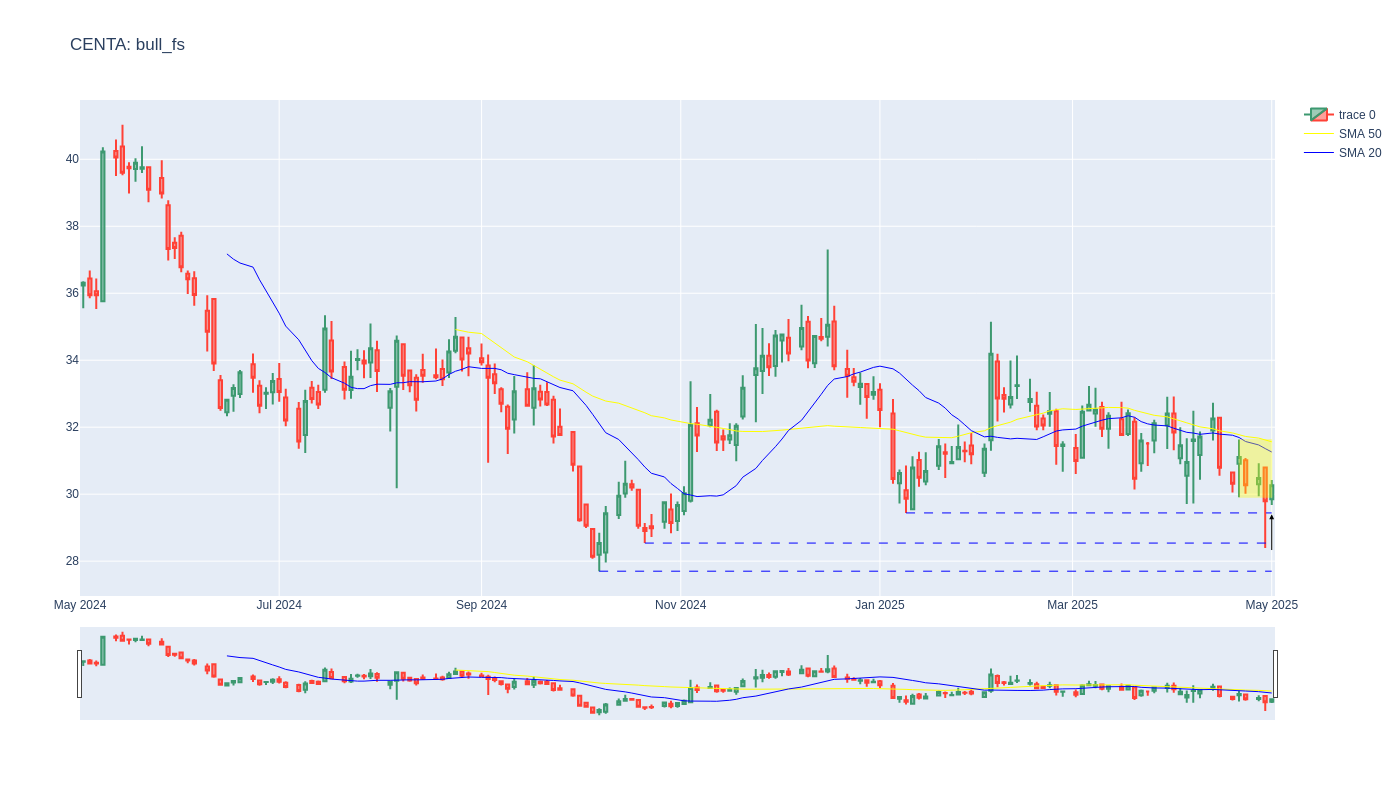 CENTA: bull_fs
trace 0
SMA 50
SMA 20
40
38
36
34
32
30
28
May 2024
Jul 2024
Sep 2024
Nov 2024
Jan 2025
Mar 2025
May 2025